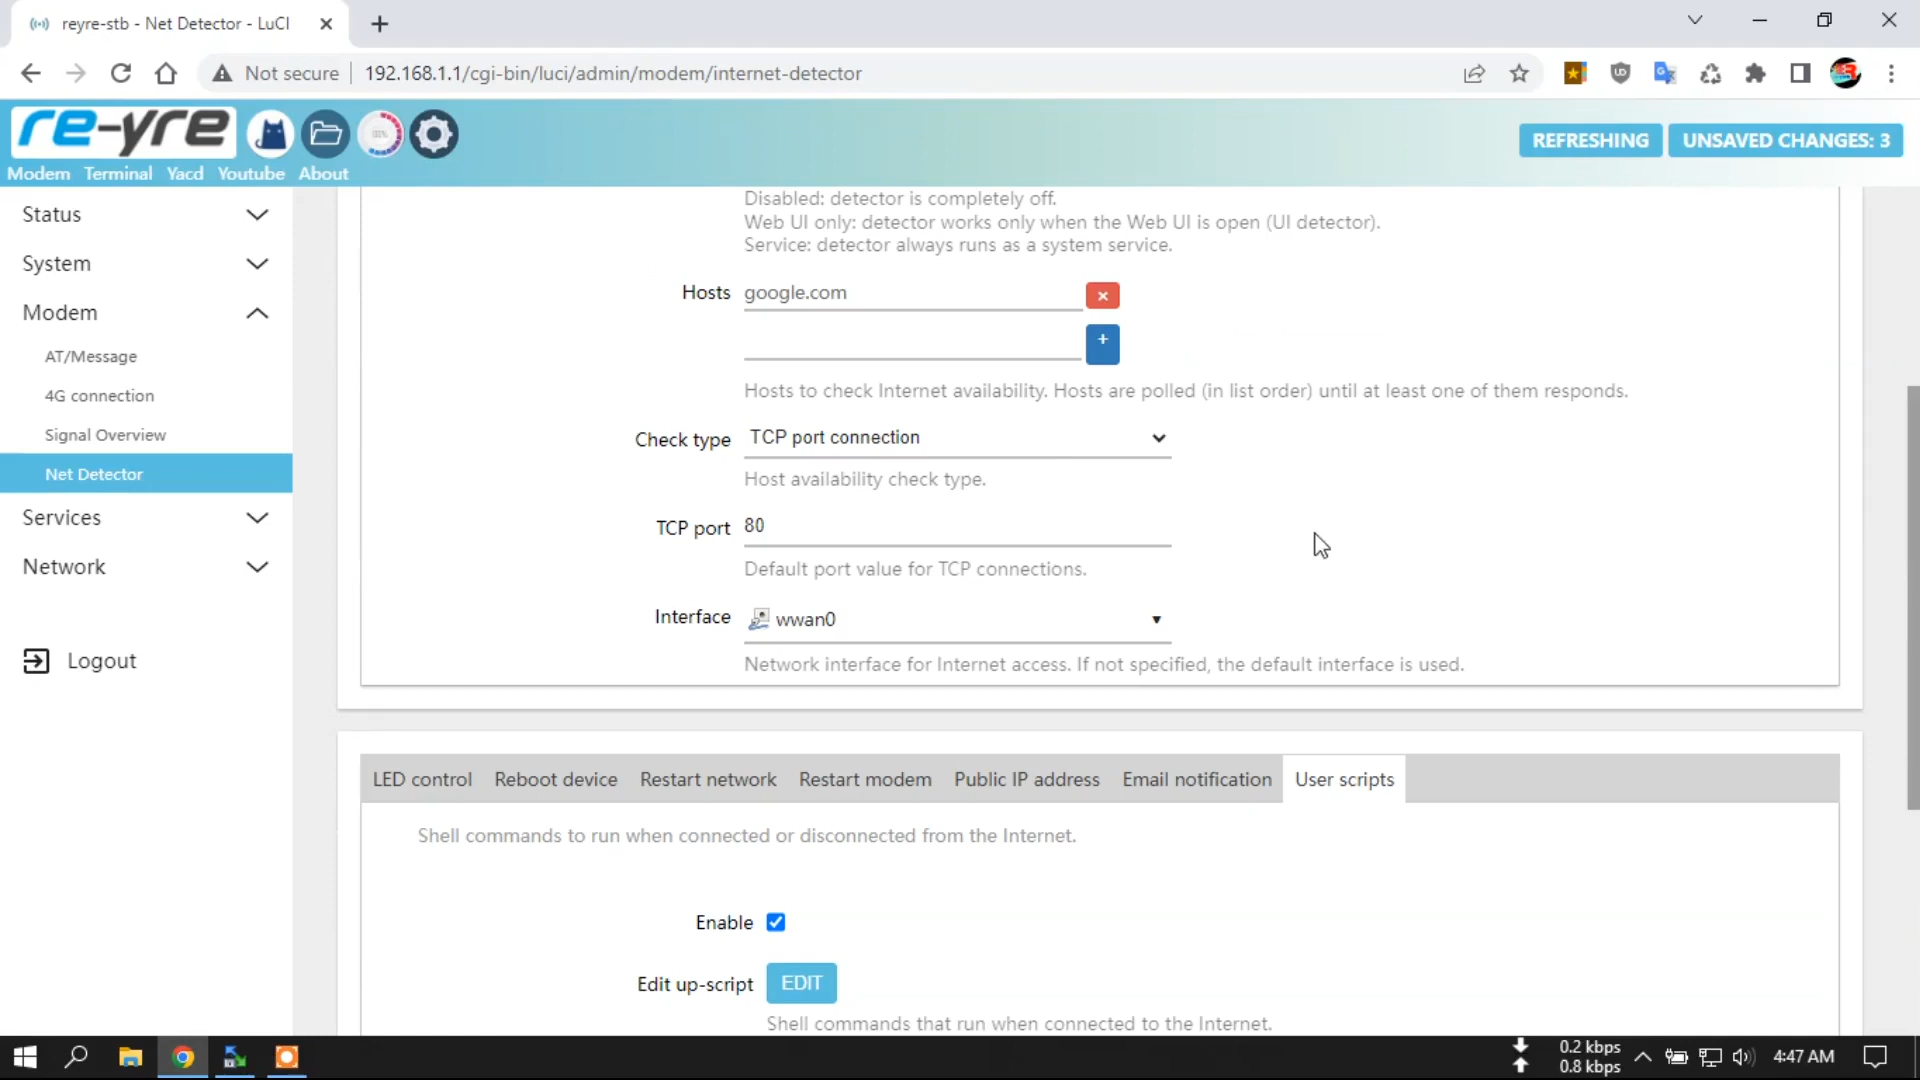 reyre-stb - Net Detector - LuCI
Not secure
192.168.1.1/cgi-bin/luci/admin/modem/internet-detector
re-yre
REFRESHING
UNSAVED CHANGES: 3
Modem Terminal Yacd Youtube About
Status
System
Modem
AT/Message
4G connection
Signal Overview
Net Detector
Services
Network
Logout
Disabled: detector is completely off.
Web UI only: detector works only when the Web UI is open (UI detector).
Service: detector always runs as a system service.
Hosts google.com
Hosts to check Internet availability. Hosts are polled (in list order) until at least one of them responds.
Check type TCP port connection
Host availability check type.
TCP port 80
Default port value for TCP connections.
Interface wwan0
Network interface for Internet access. If not specified, the default interface is used.
LED control Reboot device Restart network Restart modem Public IP address Email notification User scripts
Shell commands to run when connected or disconnected from the Internet.
Enable
Edit up-script EDIT
Shell commands that run when connected to the Internet.
0.2 kbps
0.8 kbps
4:47 AM